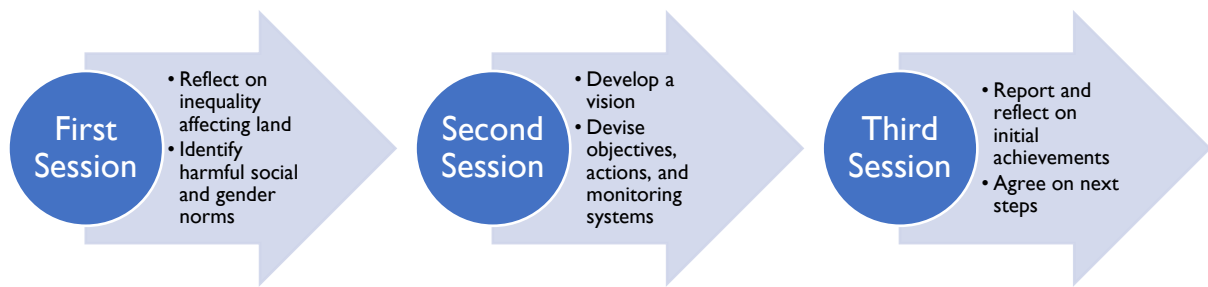 First
Session
• Reflect on
inequality
affecting land
• Identify
harmful social
and gender
norms
Second
Session
• Develop a
vision
• Devise
objectives,
actions, and
monitoring
systems
Third
Session
• Report and
reflect on
initial
achievements
• Agree on next
steps